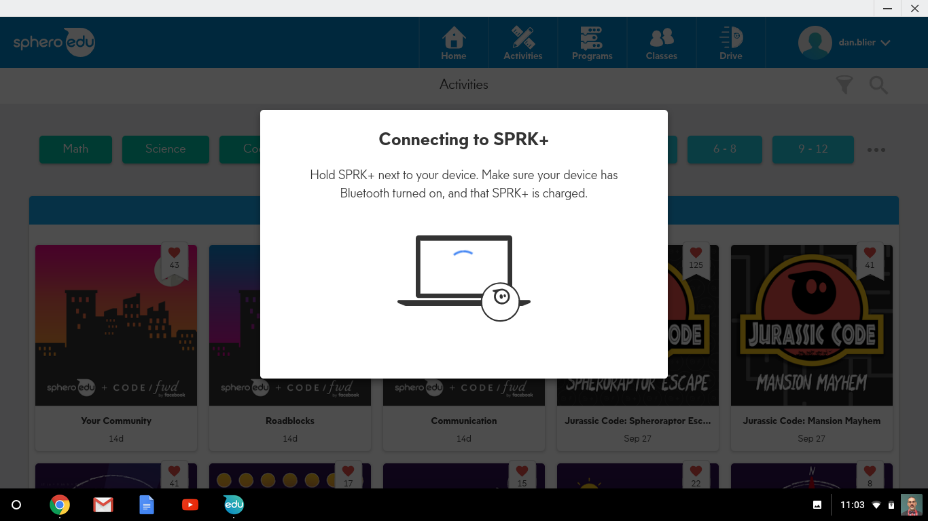 sphero edu
Home
Activities
Programs
Classes
Drive
dan.blier
Activities
Math
Science
Co
6 - 8
9 - 12
Connecting to SPRK+
Hold SPRK+ next to your device. Make sure your device has
Bluetooth turned on, and that SPRK+ is charged.
43
125
41
sphero edu + CODE fwd
by facebook
sphero edu + CODE fwd
by facebook
sphero edu + CODE fwd
by facebook
CODE
SPHERORAPTOR ESCAPE
JURASSIC CODE
MANSION MAYHEM
Your Community
14d
Roadblocks
14d
Communication
14d
Jurassic Code: Spheroraptor Esc...
Sep 27
Jurassic Code: Mansion Mayhem
Sep 27
41
17
15
22
N
8
edu
11:03